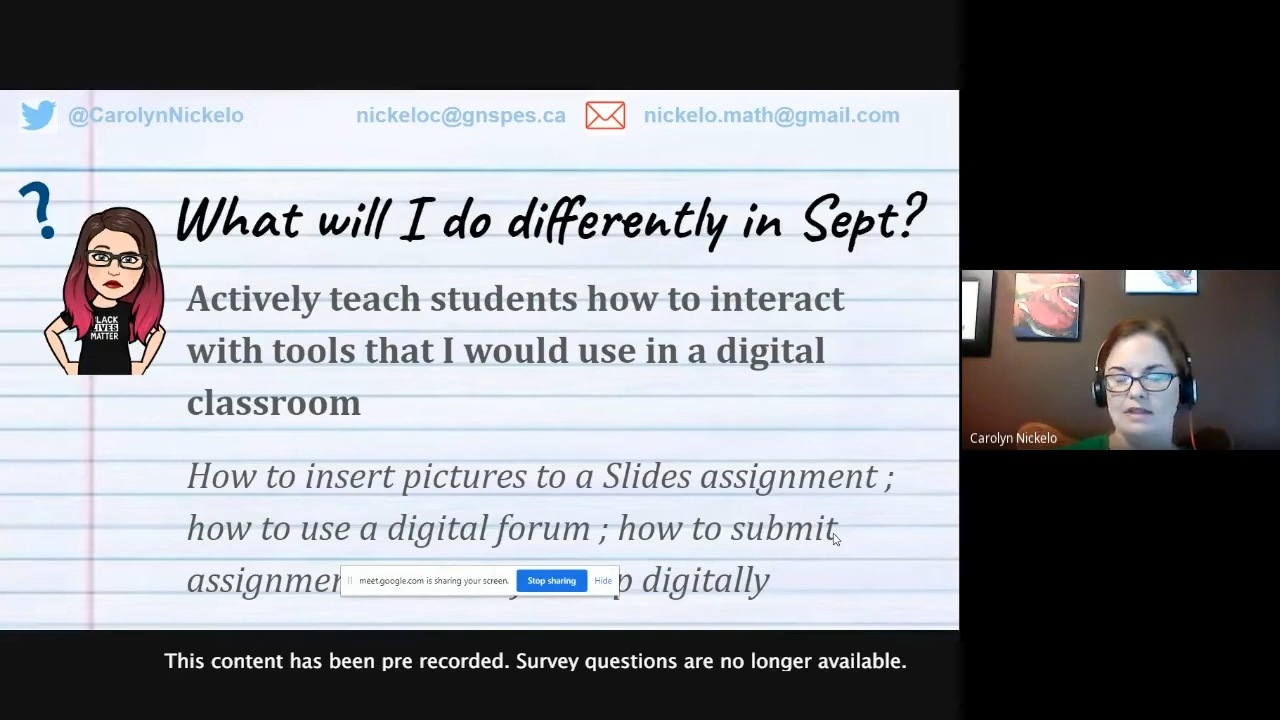 @CarolynNickelo nickeloc@gnspes.ca nickelo.math@gmail.com
?
What will I do differently in Sept?
BLACK
LIVES
MATTER
Actively teach students how to interact
with tools that I would use in a digital
classroom
How to insert pictures to a Slides assignment ;
how to use a digital forum ; how to submit
digitally
meet.google.com is sharing your screen. Stop sharing Hide
Carolyn Nickelo
This content has been pre recorded. Survey questions are no longer available.